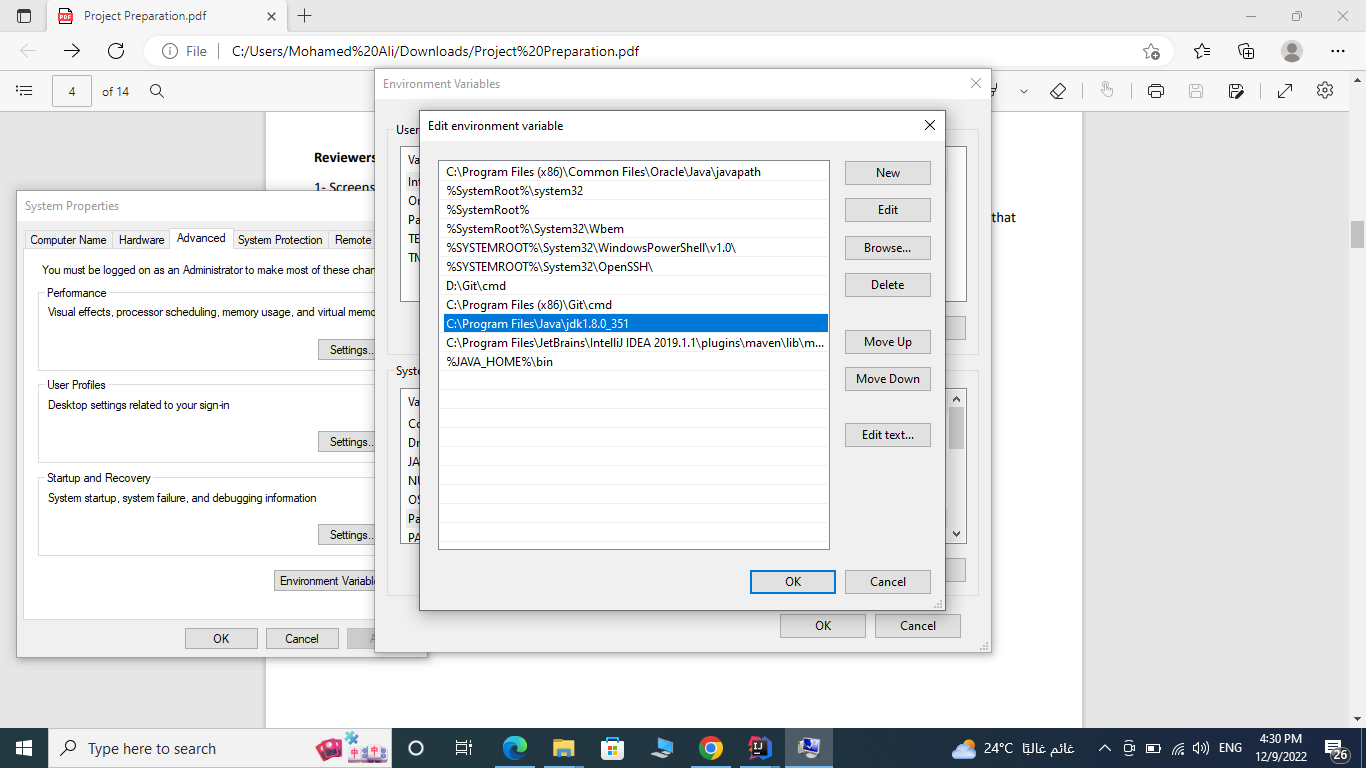 Project Preparation.pdf
File
C:/Users/Mohamed%20Ali/Downloads/Project%20Preparation.pdf
4 of 14
Reviewers
1- Screens
that
Environment Variables
User
Va
Int
On
Pa
TE
TN
Syste
Va
Co
Dr
JA
NU
OS
Pa
PA
OK
Cancel
Edit environment variable
C:\Program Files (x86)\Common Files\Oracle\Java\javapath
%SystemRoot%\system32
%SystemRoot%
%SystemRoot%\System32\Wbem
%SYSTEMROOT%\System32\WindowsPowerShell\v1.0\
%SYSTEMROOT%\System32\OpenSSH\
D:\Git\cmd
C:\Program Files (x86)\Git\cmd
C:\Program Files\Java\jdk1.8.0_351
C:\Program Files\JetBrains\IntelliJ IDEA 2019.1.1\plugins\maven\lib\m...
%JAVA_HOME%\bin
New
Edit
Browse...
Delete
Move Up
Move Down
Edit text...
OK
Cancel
System Properties
Computer Name
Hardware
Advanced
System Protection
Remote
You must be logged on as an Administrator to make most of these chan
Performance
Visual effects, processor scheduling, memory usage, and virtual memo
Settings..
User Profiles
Desktop settings related to your sign-in
Settings..
Startup and Recovery
System startup, system failure, and debugging information
Settings..
Environment Variabl
OK
Cancel
A
Type here to search
24°C غائم غالبًا
ENG
4:30 PM
12/9/2022
26